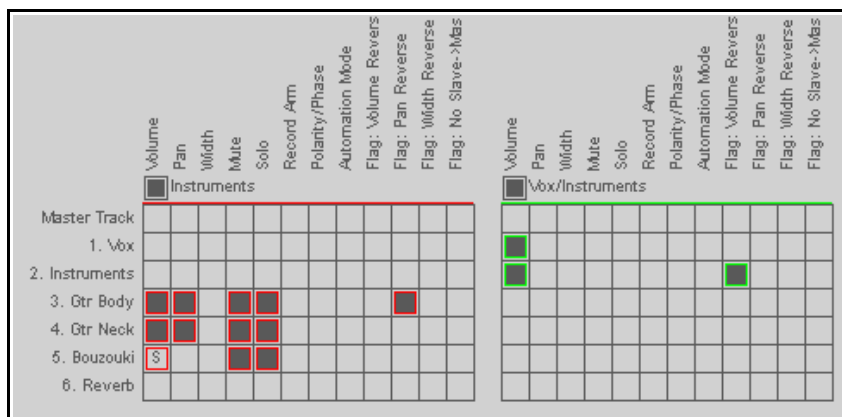 Volume
Pan
Width
Mute
Solo
Record Arm
Polarity/Phase
Automation Mode
Flag: Volume Revers
Flag: Pan Reverse
Flag: Width Reverse
Flag: No Slave->Mas
Instruments
Master Track
1. Vox
2. Instruments
3. Gtr Body
4. Gtr Neck
5. Bouzouki
S
6. Reverb
Volume
Pan
Width
Mute
Solo
Record Arm
Polarity/Phase
Automation Mode
Flag: Volume Revers
Flag: Pan Reverse
Flag: Width Reverse
Flag: No Slave->Mas
Vox/Instruments